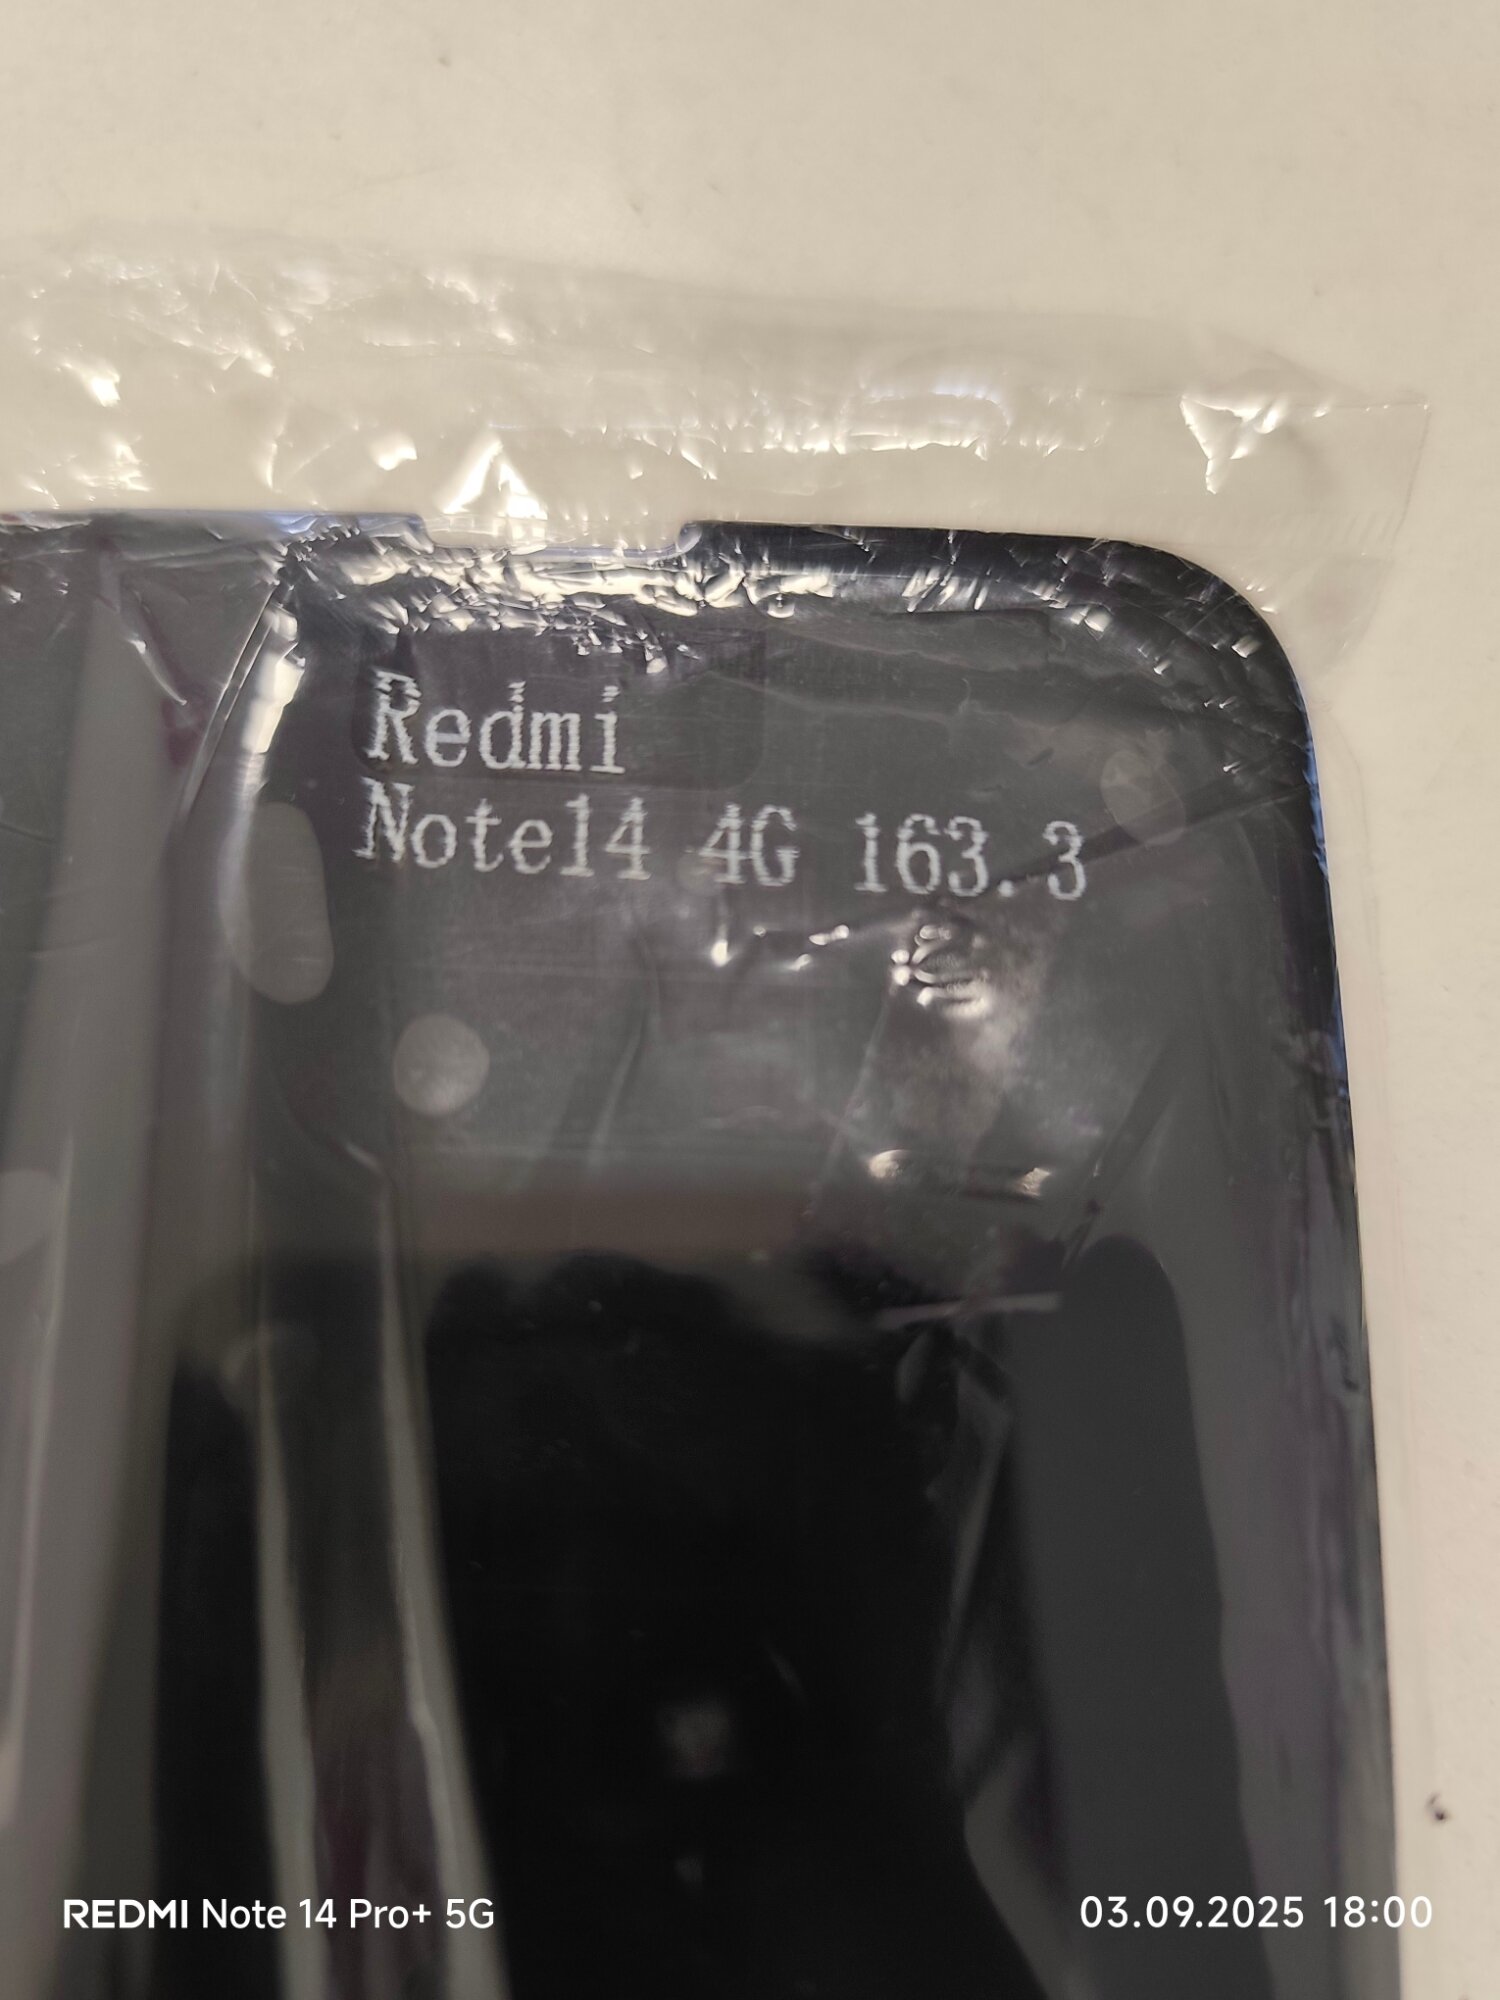 Redmi
Note14 4G 163.3
REDMI Note 14 Pro+ 5G
03.09.2025 18:00